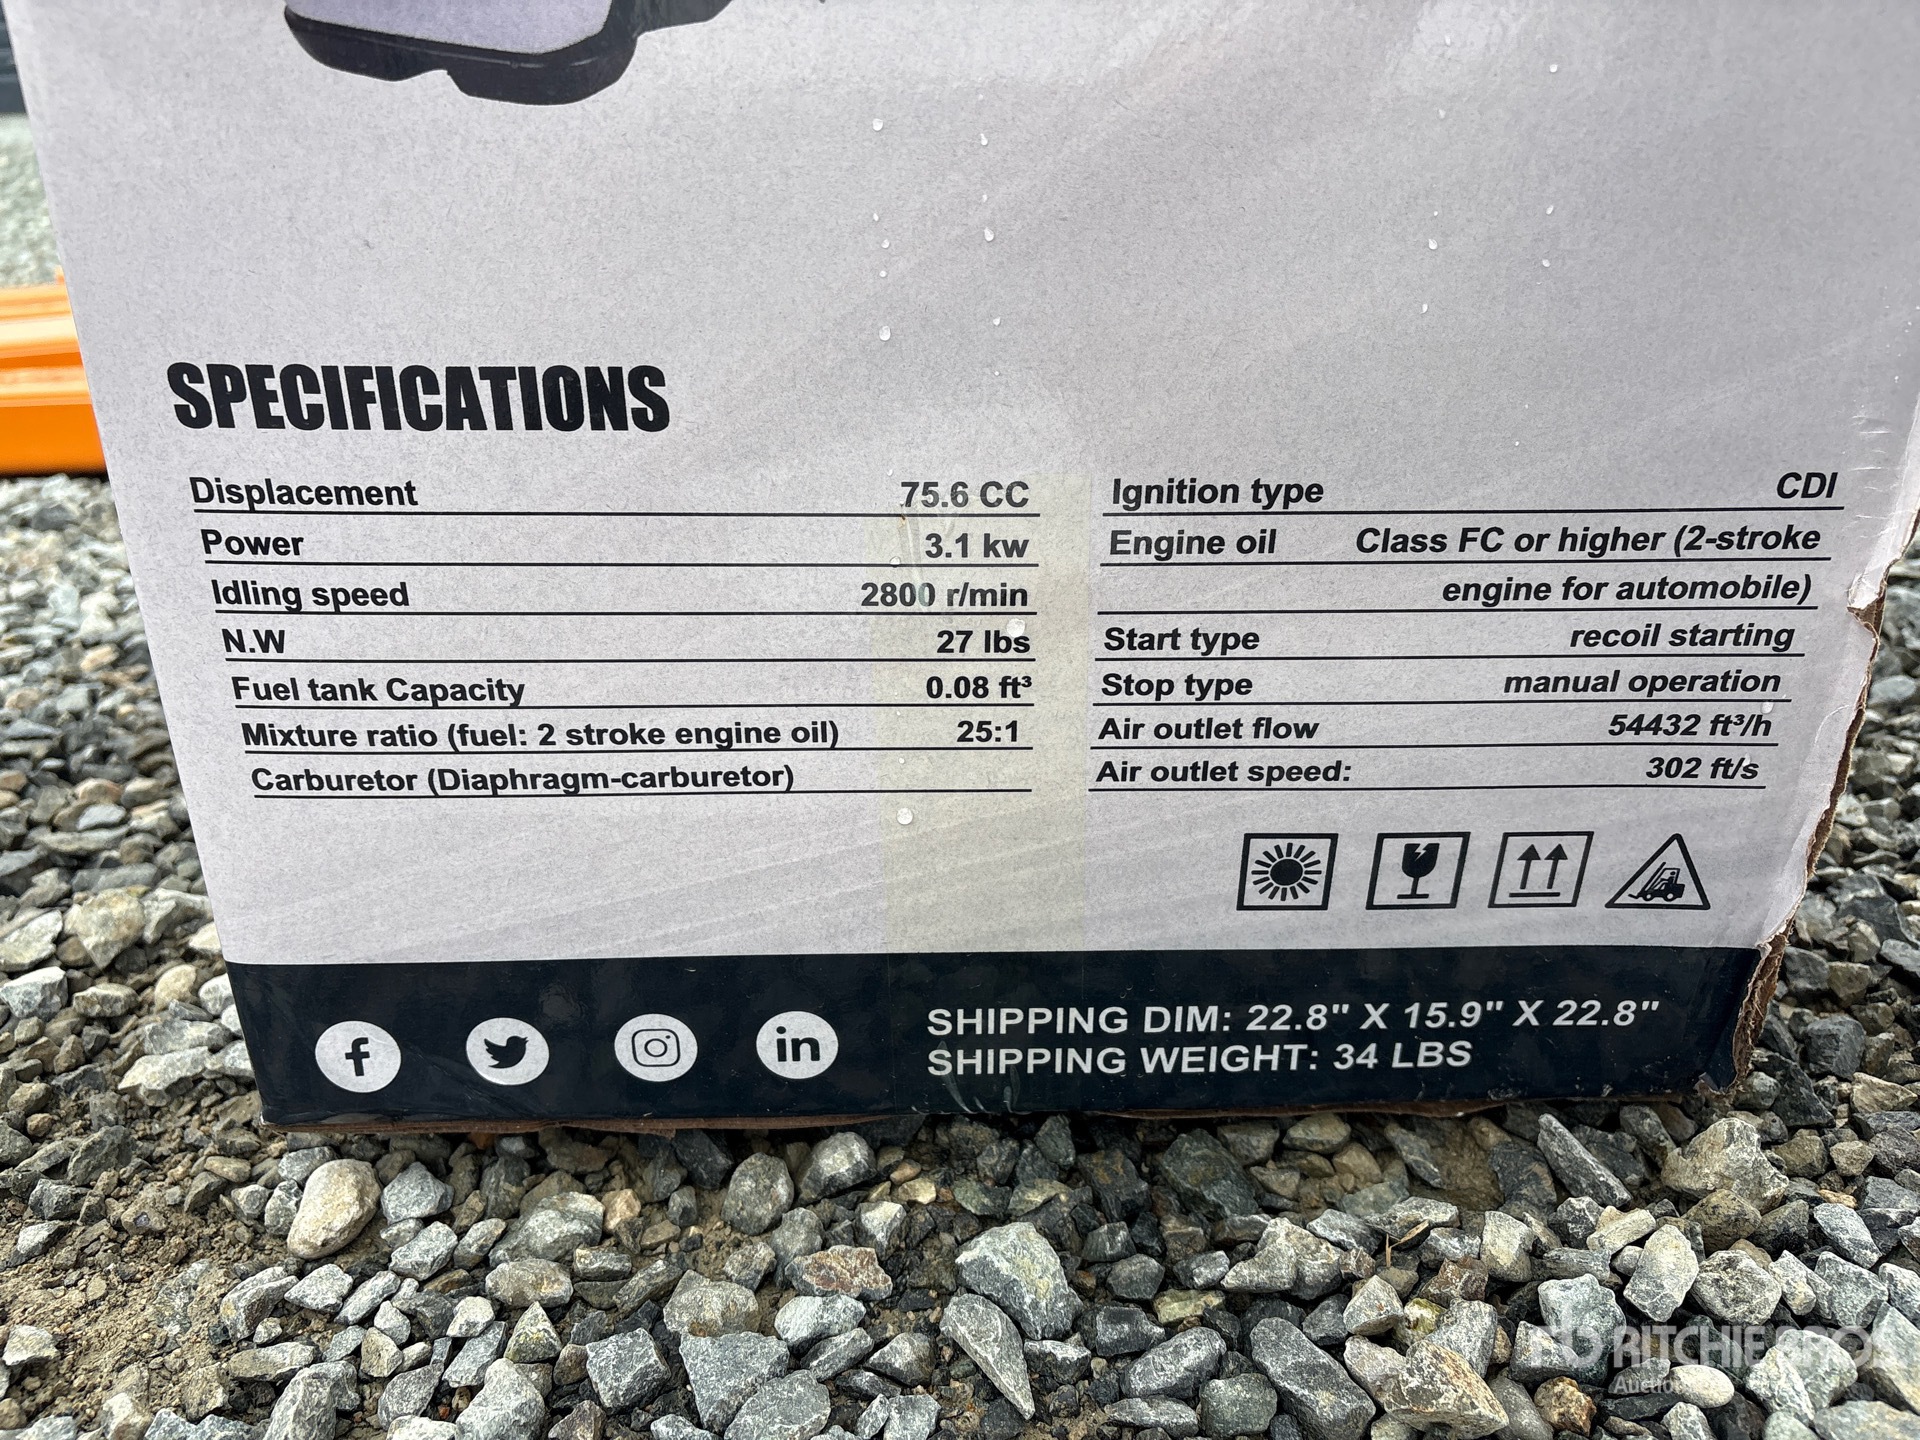 SPECIFICATIONS
Displacement 75.6 CC
Power 3.1 kw
Idling speed 2800 r/min
N.W 27 lbs
Fuel tank Capacity 0.08 ft³
Mixture ratio (fuel: 2 stroke engine oil) 25:1
Carburetor (Diaphragm-carburetor)
Ignition type CDI
Engine oil Class FC or higher (2-stroke
engine for automobile)
Start type recoil starting
Stop type manual operation
Air outlet flow 54432 ft³/h
Air outlet speed: 302 ft/s
f
in
SHIPPING DIM: 22.8" X 15.9" X 22.8"
SHIPPING WEIGHT: 34 LBS
RITCHIE BROS